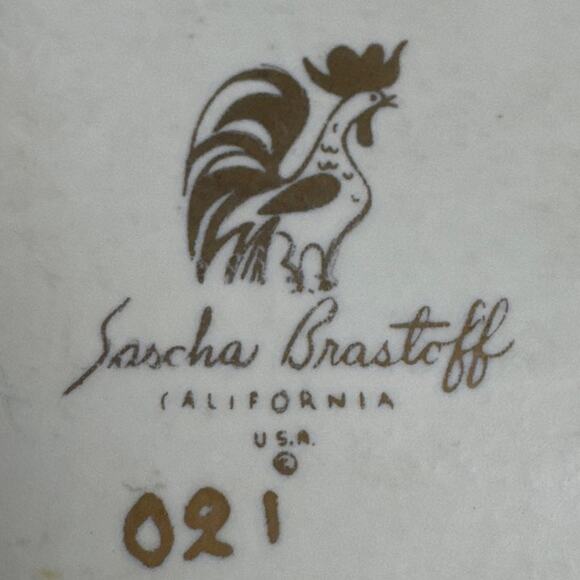 Sascha Brastoff
CALIFORNIA
U.S.A.
©
021